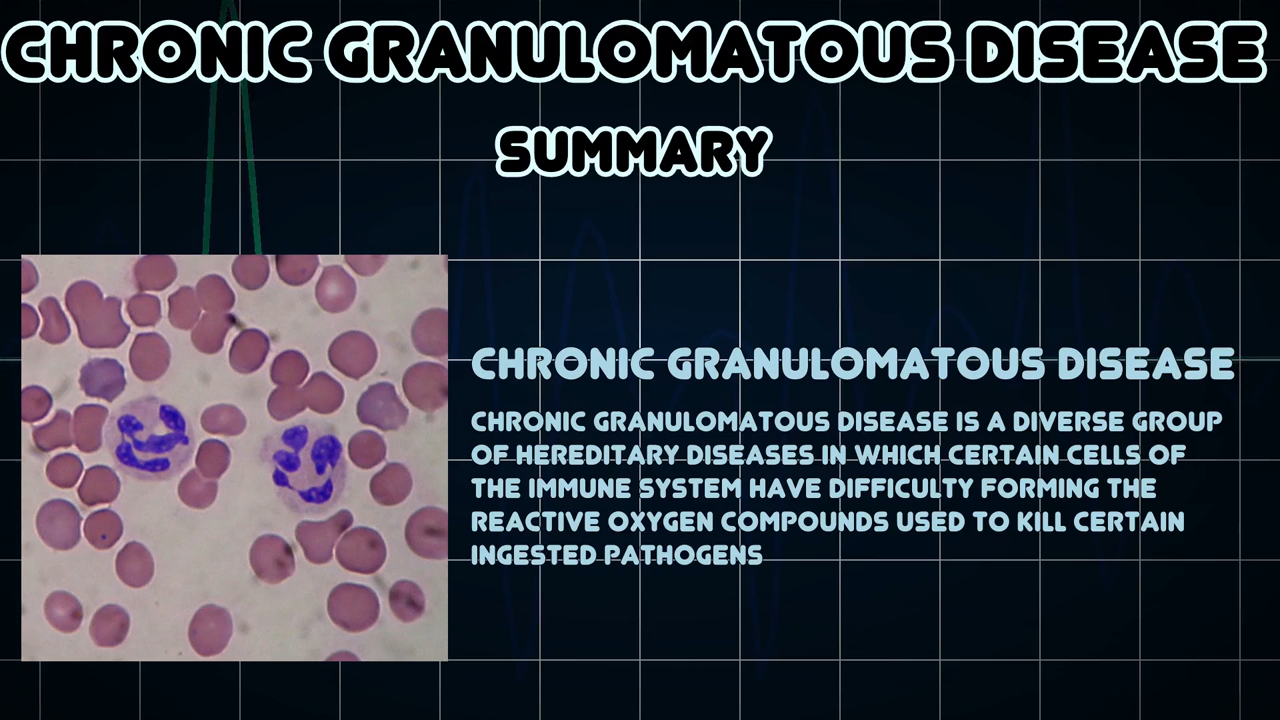 CHRONIC GRANULOMATOUS DISEASE
SUMMARY
CHRONIC GRANULOMATOUS DISEASE
CHRONIC GRANULOMATOUS DISEASE IS A DIVERSE GROUP
OF HEREDITARY DISEASES IN WHICH CERTAIN CELLS OF
THE IMMUNE SYSTEM HAVE DIFFICULTY FORMING THE
REACTIVE OXYGEN COMPOUNDS USED TO KILL CERTAIN
INGESTED PATHOGENS